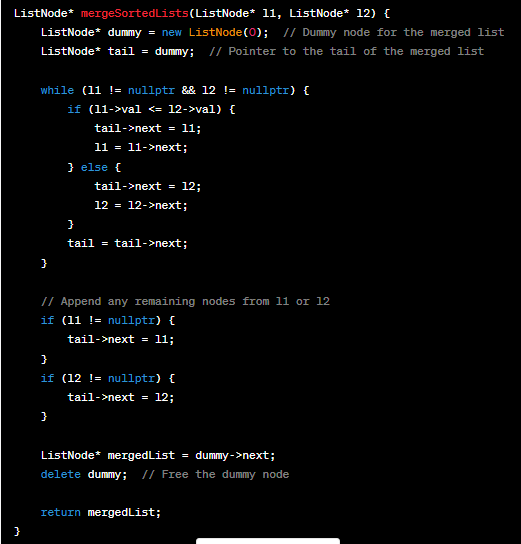 ListNode* mergeSortedLists(ListNode* l1, ListNode* l2) {
    ListNode* dummy = new ListNode(0);  // Dummy node for the merged list
    ListNode* tail = dummy;  // Pointer to the tail of the merged list

    while (l1 != nullptr && l2 != nullptr) {
        if (l1->val <= l2->val) {
            tail->next = l1;
            l1 = l1->next;
        } else {
            tail->next = l2;
            l2 = l2->next;
        }
        tail = tail->next;
    }

    // Append any remaining nodes from l1 or l2
    if (l1 != nullptr) {
        tail->next = l1;
    }
    if (l2 != nullptr) {
        tail->next = l2;
    }

    ListNode* mergedList = dummy->next;
    delete dummy;  // Free the dummy node

    return mergedList;
}